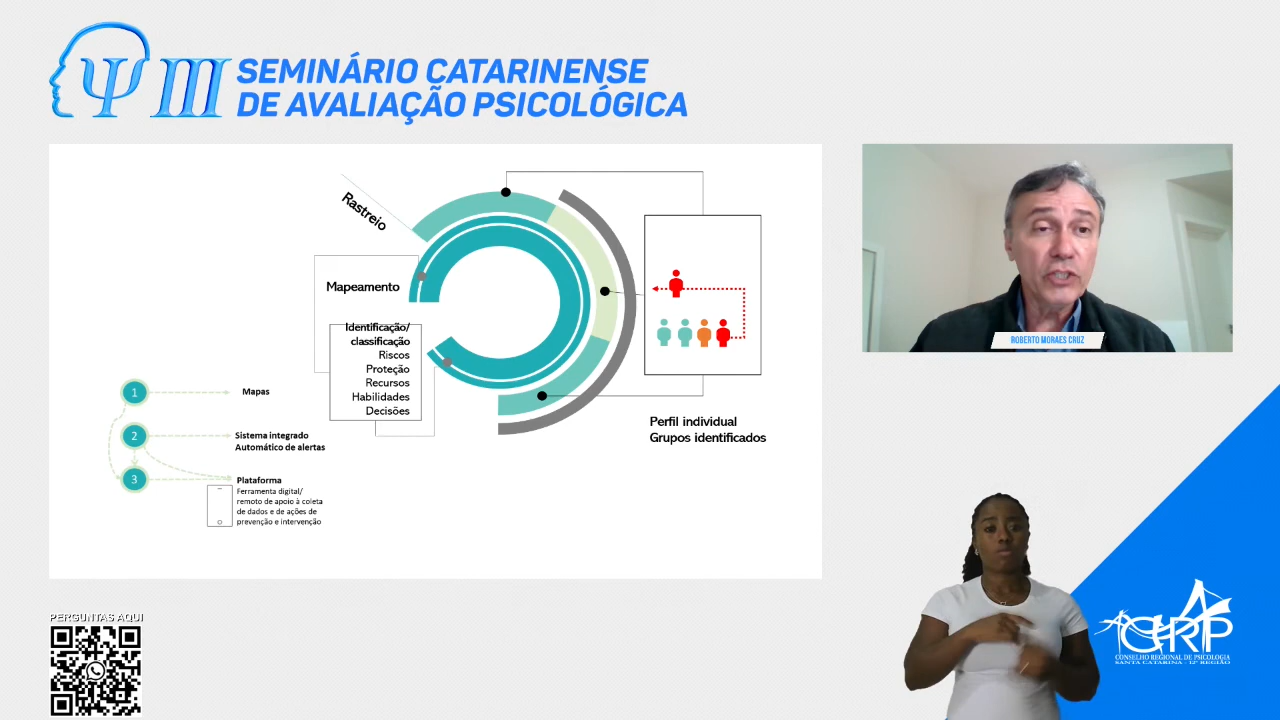 Ψ III SEMINÁRIO CATARINENSE
DE AVALIAÇÃO PSICOLÓGICA
Rastreio
Mapeamento
Identificação/
classificação
Riscos
Proteção
Recursos
Habilidades
Decisões
1
Mapas
2
Sistema integrado
Automático de alertas
3
Plataforma
Ferramenta digital/
remoto de apoio à coleta
de dados e de ações de
prevenção e intervenção
Perfil individual
Grupos identificados
ROBERTO MORAES CRUZ
PERGUNTAS AQUI
CRP
CONSELHO REGIONAL DE PSICOLOGIA
SANTA CATARINA - 12ª REGIÃO